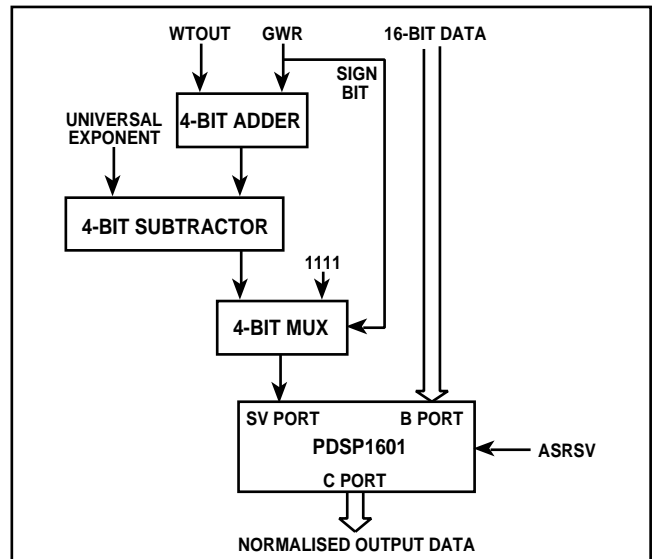 WTOUT GWR 16-BIT DATA
SIGN
BIT
UNIVERSAL
EXPONENT
4-BIT ADDER
4-BIT SUBTRACTOR
1111
4-BIT MUX
SV PORT B PORT
PDSP1601
ASRSV
C PORT
NORMALISED OUTPUT DATA